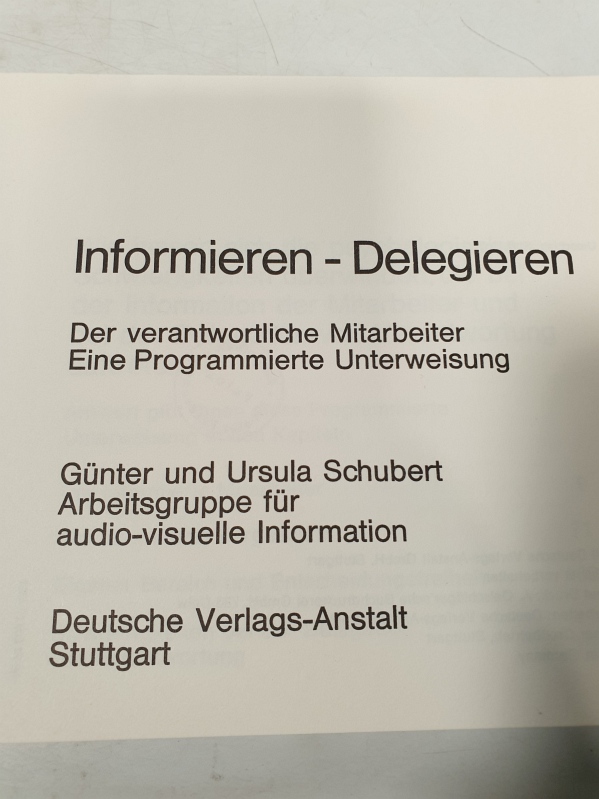 Informieren - Delegieren
Der verantwortliche Mitarbeiter
Eine Programmierte Unterweisung
Günter und Ursula Schubert
Arbeitsgruppe für
audio-visuelle Information
Deutsche Verlags-Anstalt
Stuttgart